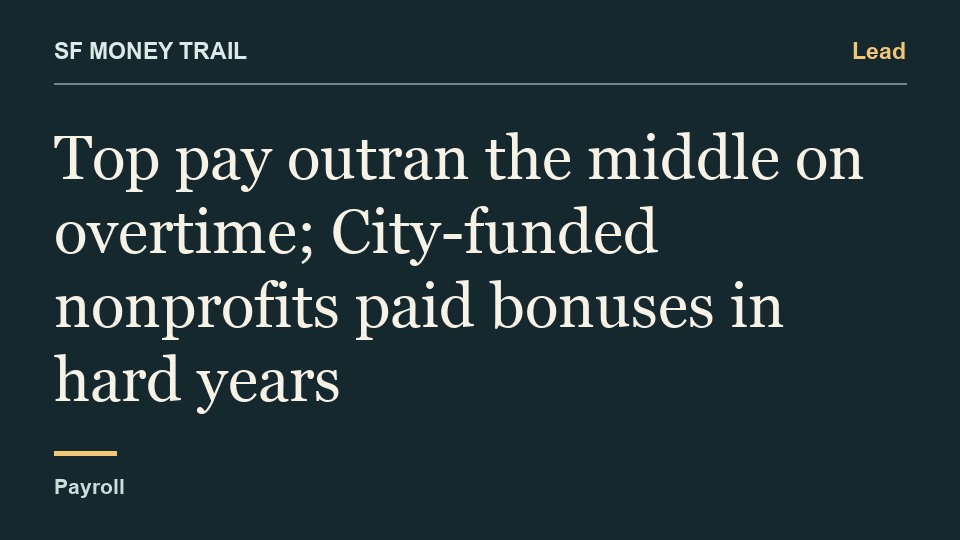 SF MONEY TRAIL
Lead
Top pay outran the middle on
overtime; City-funded
nonprofits paid bonuses in
hard years
Payroll